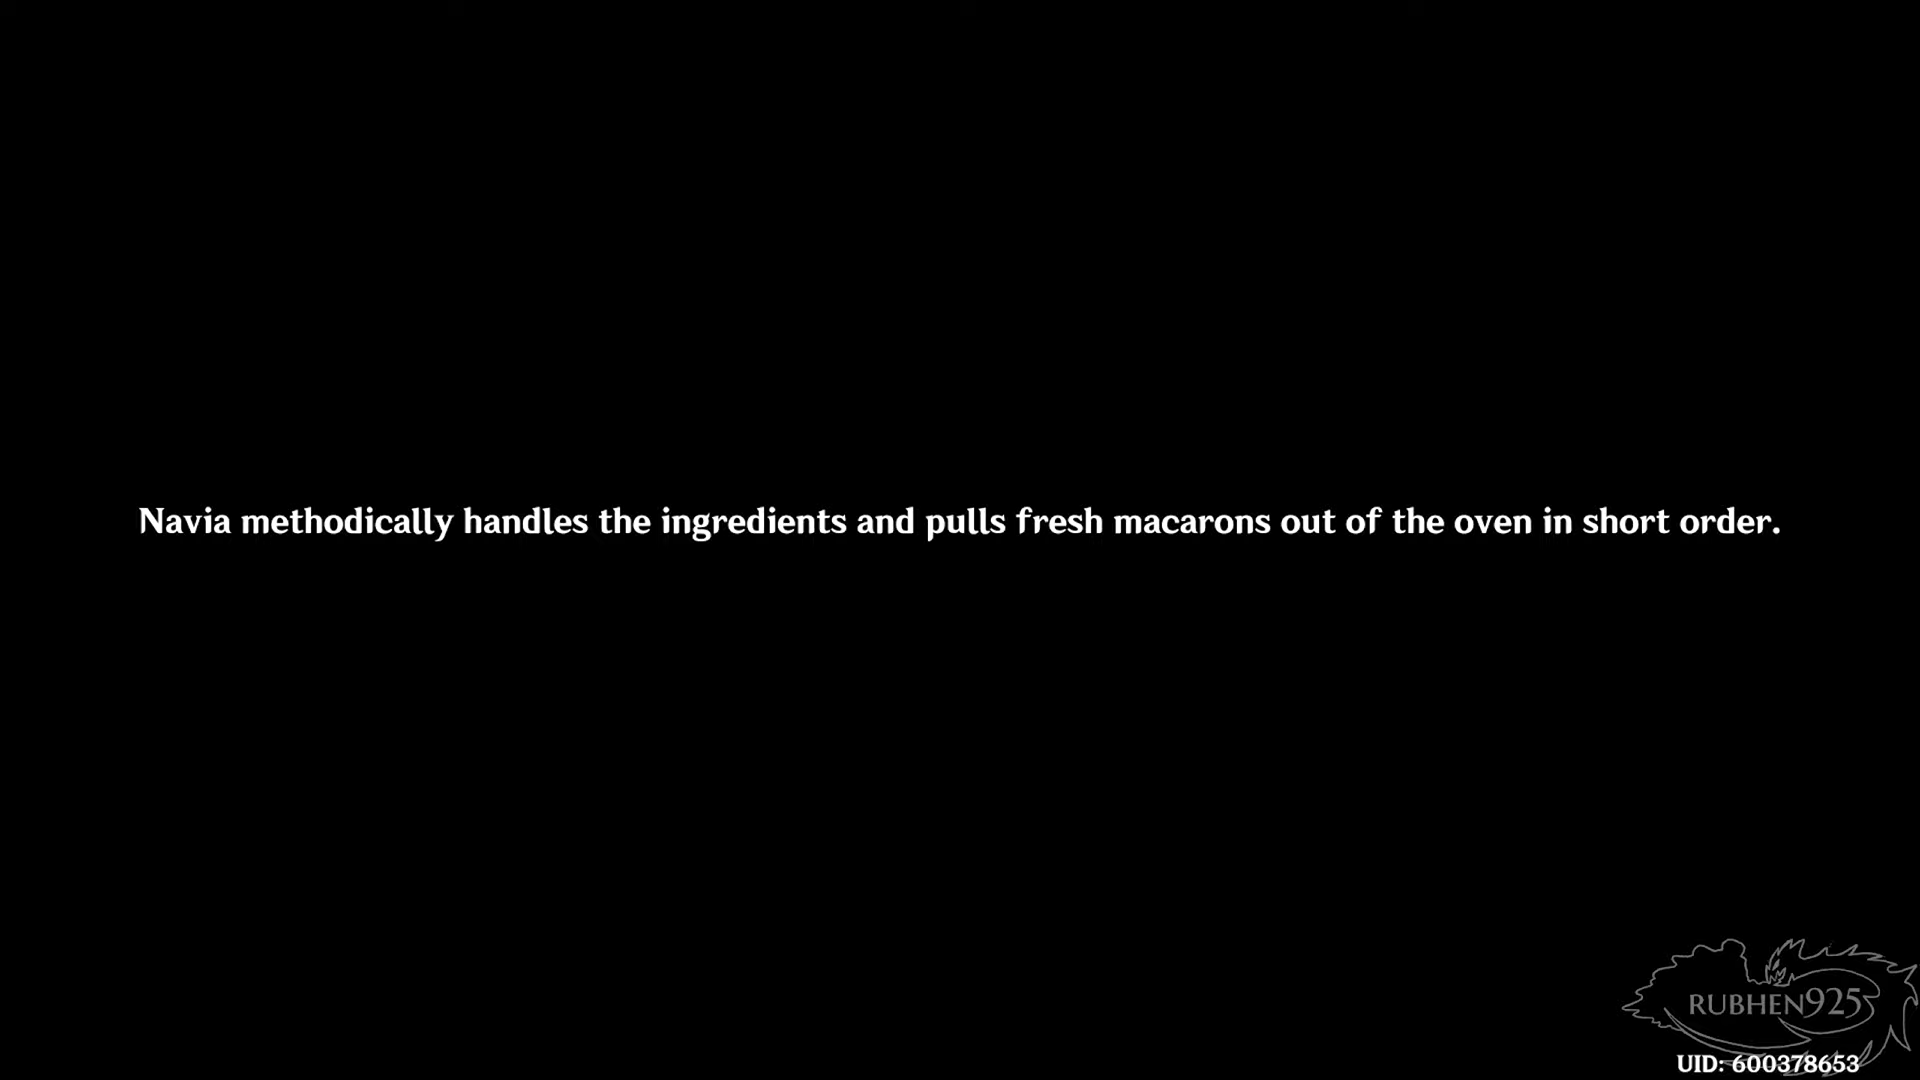 Navia methodically handles the ingredients and pulls fresh macarons out of the oven in short order.
RUBHEN925
UID: 600378653